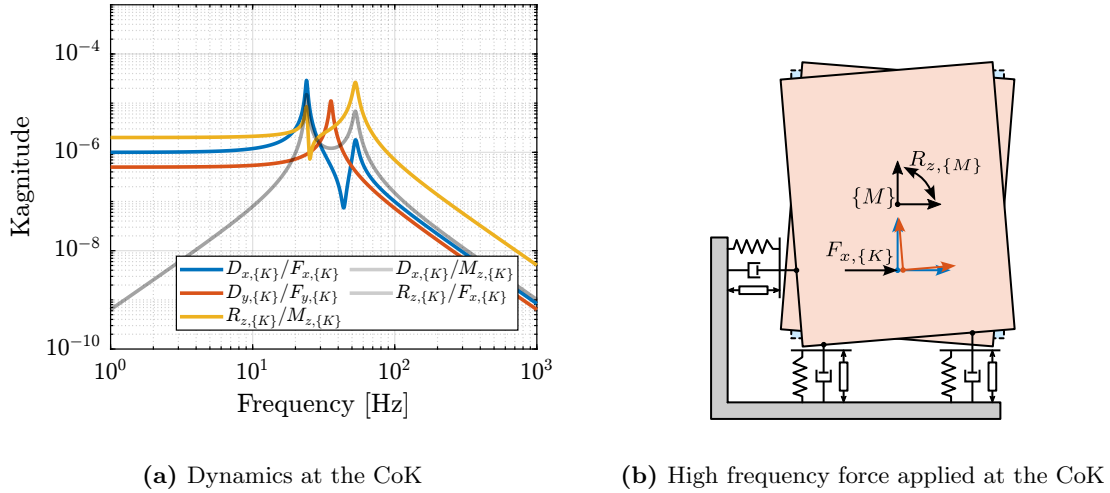 10^{-4}
10^{-6}
10^{-8}
10^{-10}
Kagnitude
D_{x,{K}}/F_{x,{K}}
D_{y,{K}}/F_{y,{K}}
R_{z,{K}}/M_{z,{K}}
D_{x,{K}}/M_{z,{K}}
R_{z,{K}}/F_{x,{K}}
10^0 10^1 10^2 10^3
Frequency [Hz]
R_{z,{M}}
{M}
F_{x,{K}}
(a) Dynamics at the CoK
(b) High frequency force applied at the CoK